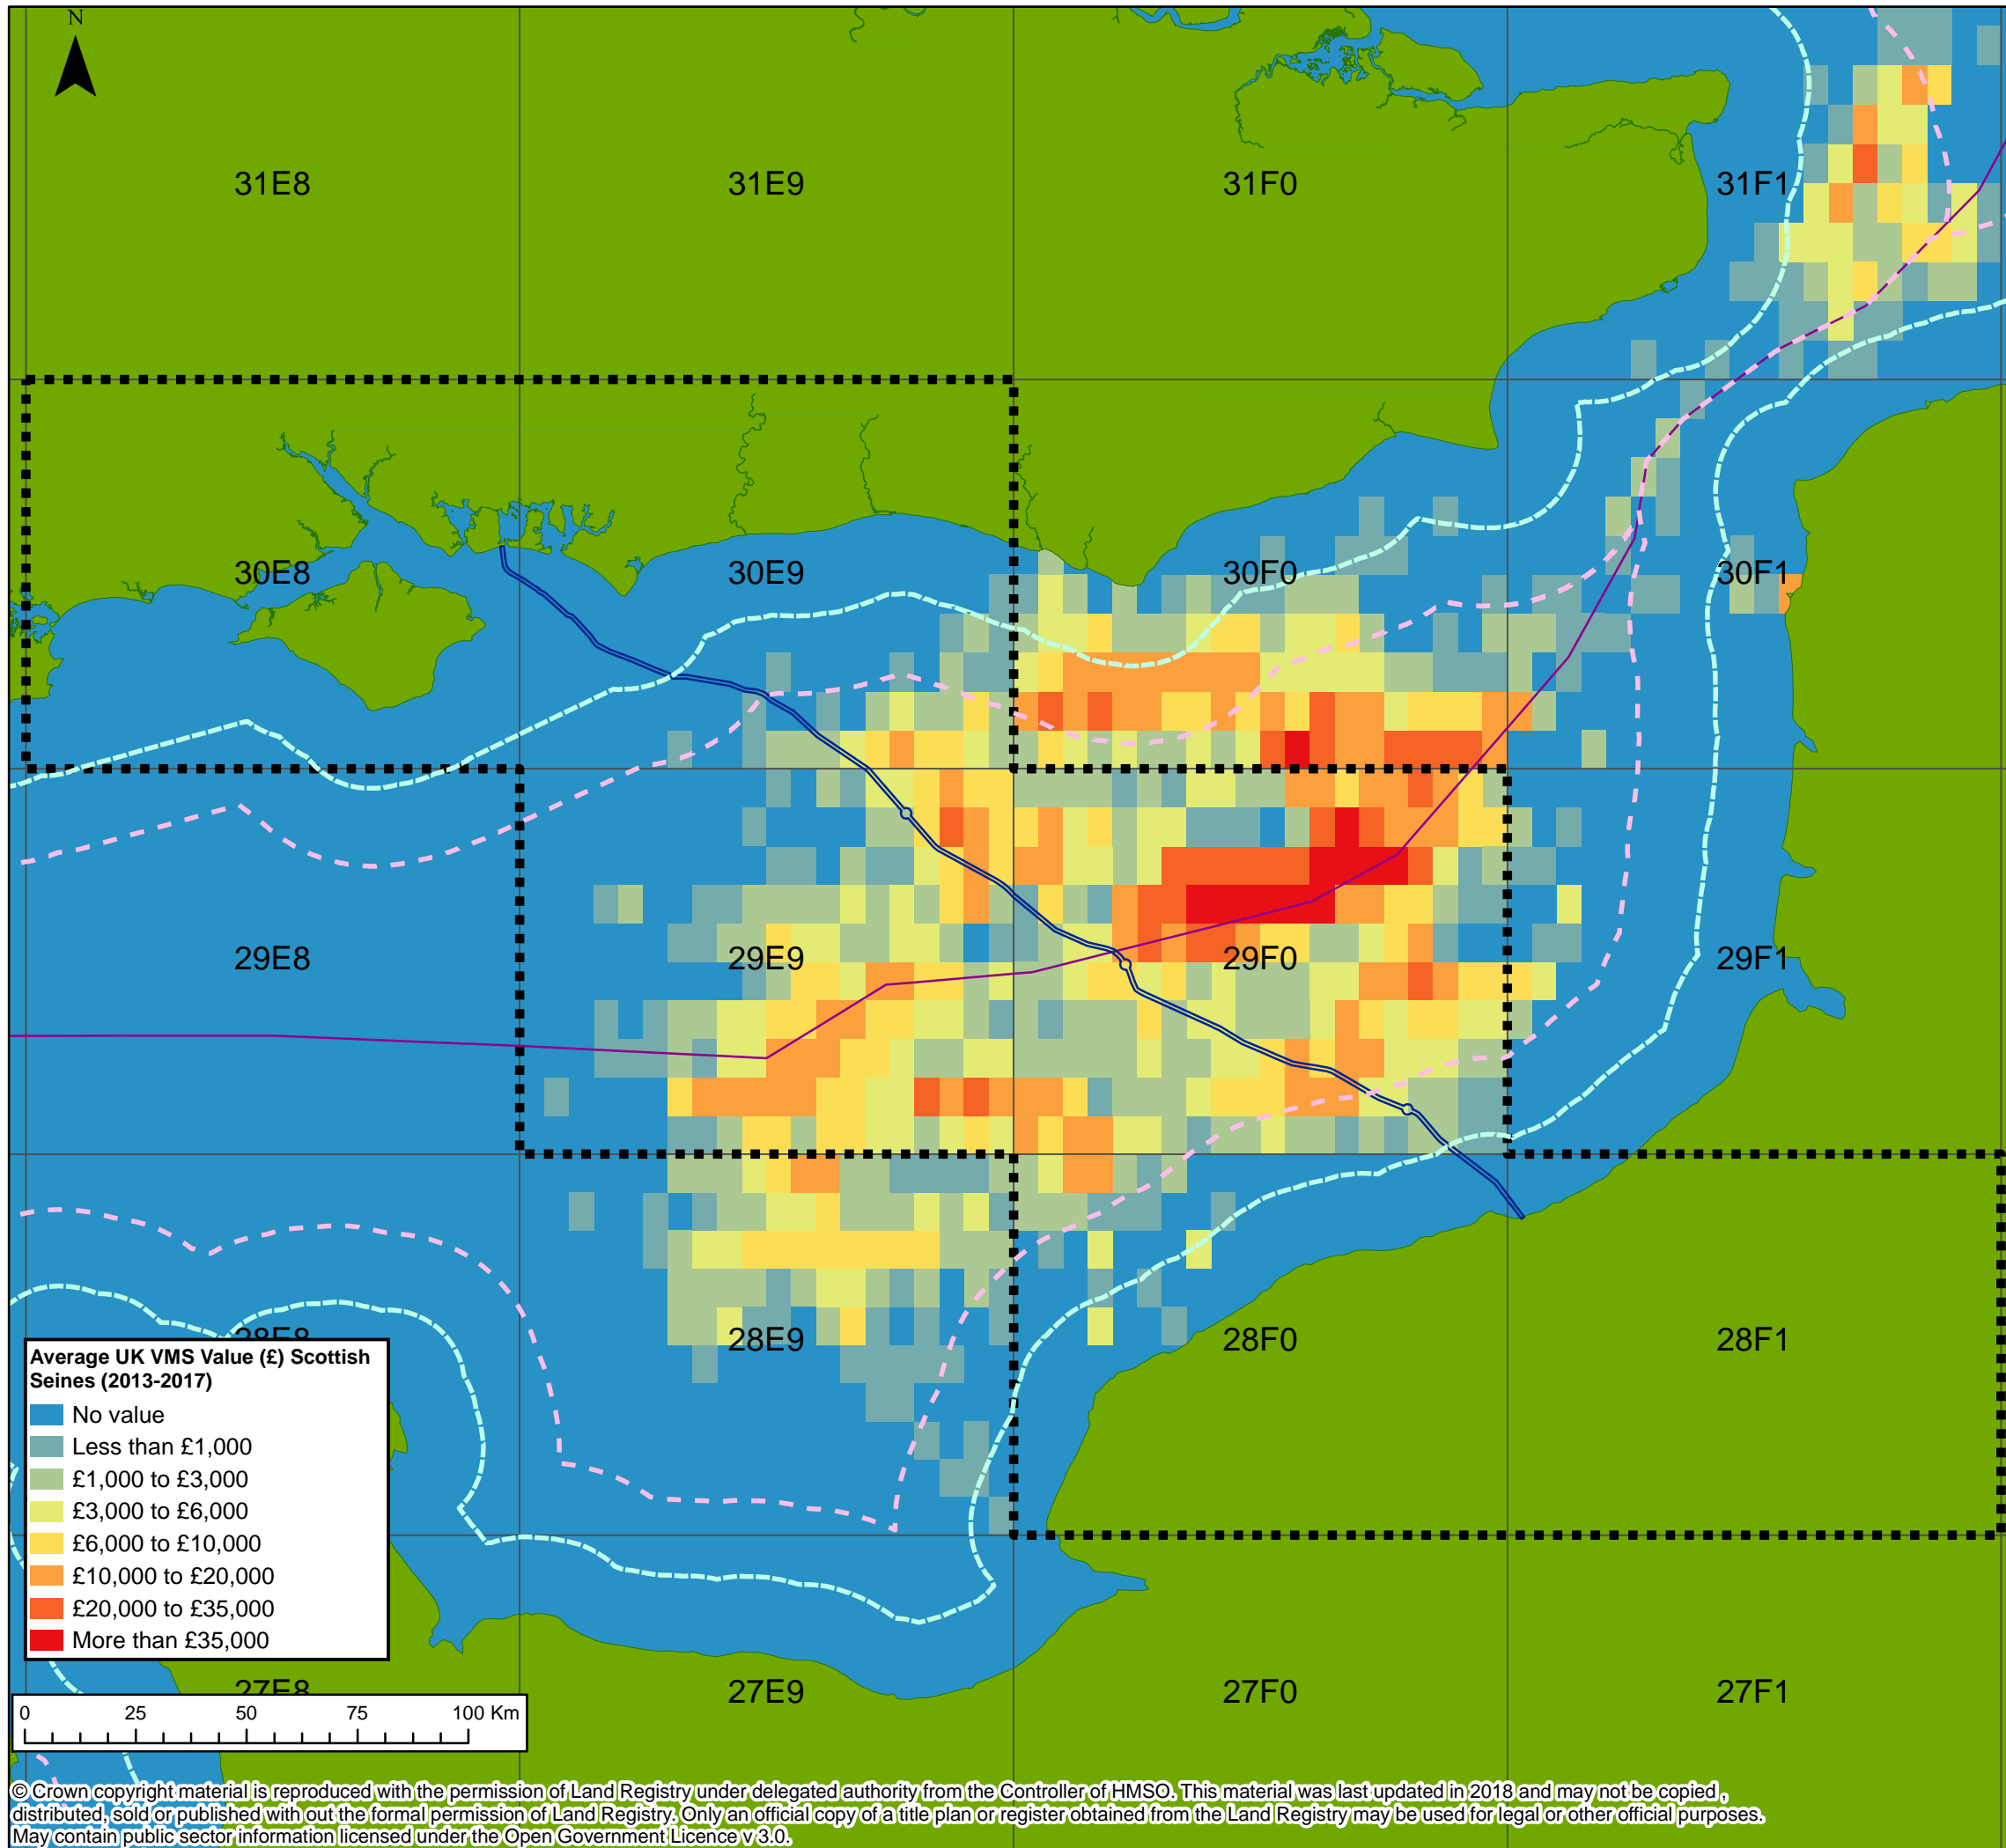 N
31E8
31E9
31F0
31F1
30E8
30E9
30F0
30F1
29E8
29E9
29F0
29F1
28E8
28E9
28F0
28F1
Average UK VMS Value (£) Scottish
Seines (2013-2017)
No value
Less than £1,000
£1,000 to £3,000
£3,000 to £6,000
£6,000 to £10,000
£10,000 to £20,000
£20,000 to £35,000
More than £35,000
27E8
27E9
27F0
27F1
0 25 50 75 100 Km
© Crown copyright material is reproduced with the permission of Land Registry under delegated authority from the Controller of HMSO. This material was last updated in 2018 and may not be copied ,
distributed, sold or published with out the formal permission of Land Registry. Only an official copy of a title plan or register obtained from the Land Registry may be used for legal or other official purposes.
May contain public sector information licensed under the Open Government Licence v 3.0.